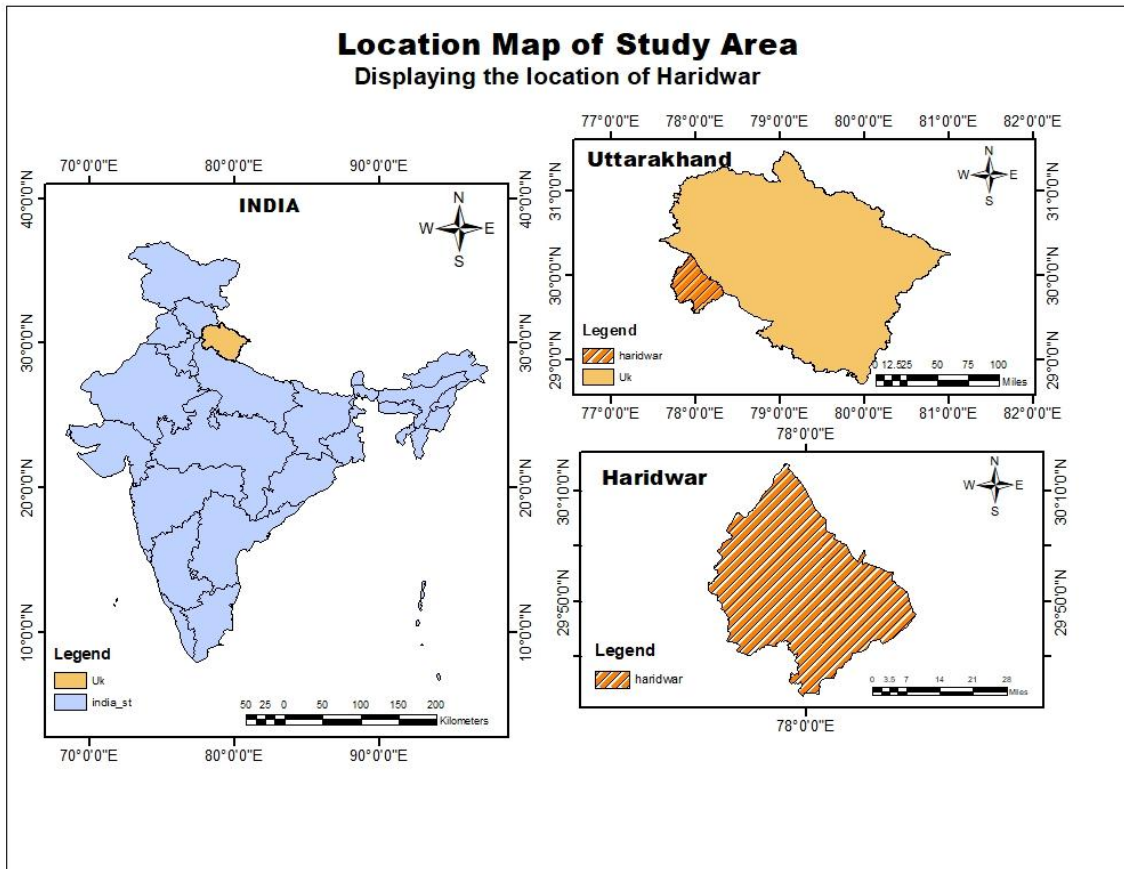 Location Map of Study Area
Displaying the location of Haridwar
70°0'0"E 80°0'0"E 90°0'0"E
INDIA
N
W E
S
40°0'0"N 40°0'0"N
30°0'0"N 30°0'0"N
20°0'0"N 20°0'0"N
10°0'0"N 10°0'0"N
Legend
Uk
india_st
50 25 0 50 100 150 200
Kilometers
70°0'0"E 80°0'0"E 90°0'0"E
77°0'0"E 78°0'0"E 79°0'0"E 80°0'0"E 81°0'0"E 82°0'0"E
Uttarakhand
N
W E
S
31°0'0"N 31°0'0"N
30°0'0"N 30°0'0"N
29°0'0"N 29°0'0"N
Legend
haridwar
Uk
0 12.525 50 75 100
Miles
77°0'0"E 78°0'0"E 79°0'0"E 80°0'0"E 81°0'0"E 82°0'0"E
78°0'0"E
Haridwar
N
W E
S
30°10'0"N 30°10'0"N
29°50'0"N 29°50'0"N
Legend
haridwar
0 3.5 7 14 21 28
Miles
78°0'0"E